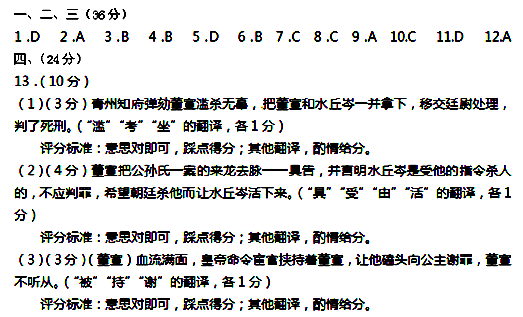 一、二、三（36分）
1.D 2.A 3.B 4.B 5.D 6.B 7.C 8.C 9.A 10.C 11.D 12.A
四、（24分）
13．（10分）
（1）（3分）青州知府弹劾董宣滥杀无辜，把董宣和水丘岑一并拿下，移交廷尉处理，
判了死刑。（“滥”“考”“坐”的翻译，各1分）
评分标准：意思对即可，踩点得分；其他翻译，酌情给分。
（2）（4分）董宣把公孙氏一案的来龙去脉一一具告，并言明水丘岑是受他的指令杀人
的，不应判罪，希望朝廷杀他而让水丘岑活下来。（“具”“受”“由”“活”的翻译，各1
分）
评分标准：意思对即可，踩点得分；其他翻译，酌情给分。
（3）（3分）（董宣）血流满面，皇帝命令宦官挟持着董宣，让他磕头向公主谢罪，董宣
不听从。（“被”“持”“谢”的翻译，各1分）
评分标准：意思对即可，踩点得分；其他翻译，酌情给分。